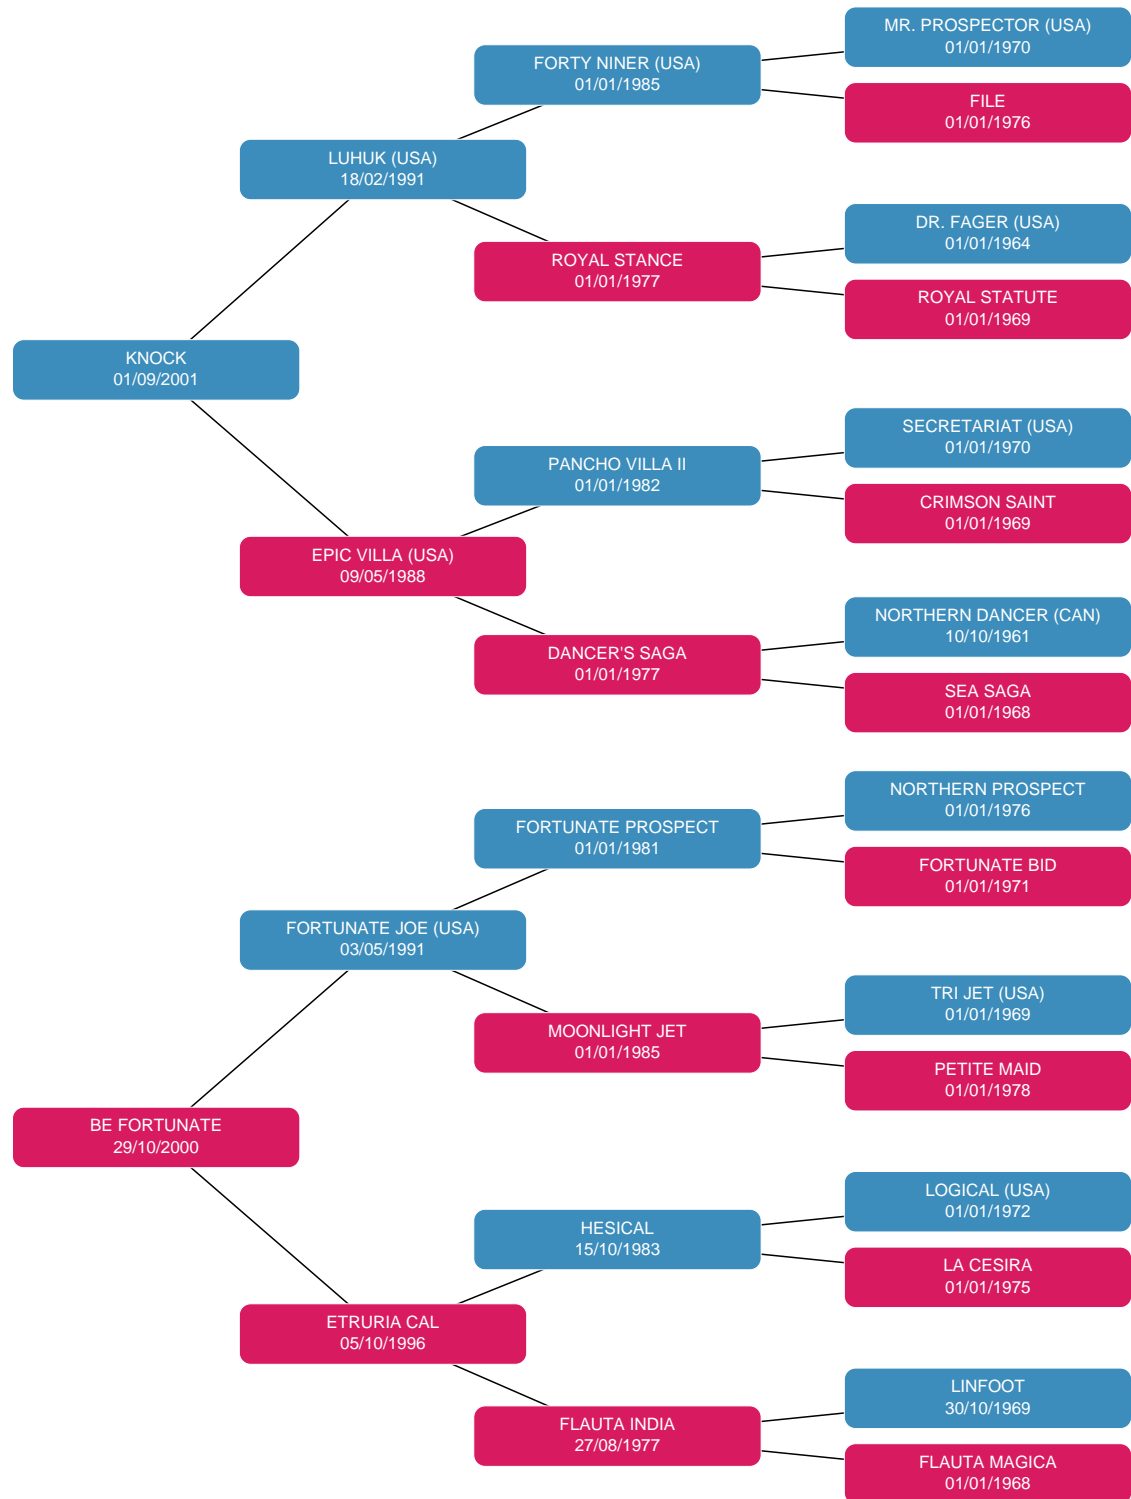 MR. PROSPECTOR (USA)
01/01/1970
FORTY NINER (USA)
01/01/1985
FILE
01/01/1976
LUHUK (USA)
18/02/1991
DR. FAGER (USA)
01/01/1964
ROYAL STANCE
01/01/1977
ROYAL STATUTE
01/01/1969
KNOCK
01/09/2001
SECRETARIAT (USA)
01/01/1970
PANCHO VILLA II
01/01/1982
CRIMSON SAINT
01/01/1969
EPIC VILLA (USA)
09/05/1988
NORTHERN DANCER (CAN)
10/10/1961
DANCER'S SAGA
01/01/1977
SEA SAGA
01/01/1968
NORTHERN PROSPECT
01/01/1976
FORTUNATE PROSPECT
01/01/1981
FORTUNATE BID
01/01/1971
FORTUNATE JOE (USA)
03/05/1991
TRI JET (USA)
01/01/1969
MOONLIGHT JET
01/01/1985
PETITE MAID
01/01/1978
BE FORTUNATE
29/10/2000
LOGICAL (USA)
01/01/1972
HESICAL
15/10/1983
LA CESIRA
01/01/1975
ETRURIA CAL
05/10/1996
LINFOOT
30/10/1969
FLAUTA INDIA
27/08/1977
FLAUTA MAGICA
01/01/1968